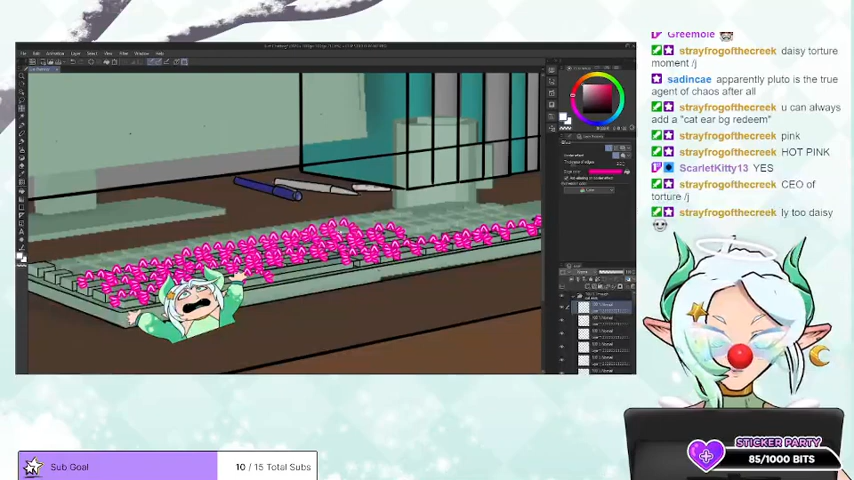 Greemole
strayfrogofthecreek daisy torture
moment /j
sadincae apparently pluto is the true
agent of chaos after all
strayfrogofthecreek u can always
add a "cat ear bg redeem"
strayfrogofthecreek pink
strayfrogofthecreek HOT PINK
ScarletKitty13 YES
strayfrogofthecreek CEO of
torture /j
strayfrogofthecreek ly too daisy
STICKER PARTY
85/1000 BITS
Sub Goal
10 / 15 Total Subs